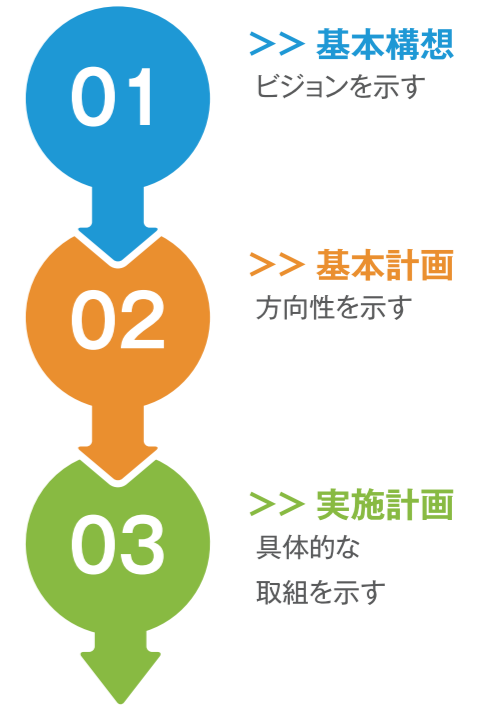 01
>> 基本構想
ビジョンを示す
02
>> 基本計画
方向性を示す
03
>> 実施計画
具体的な
取組を示す